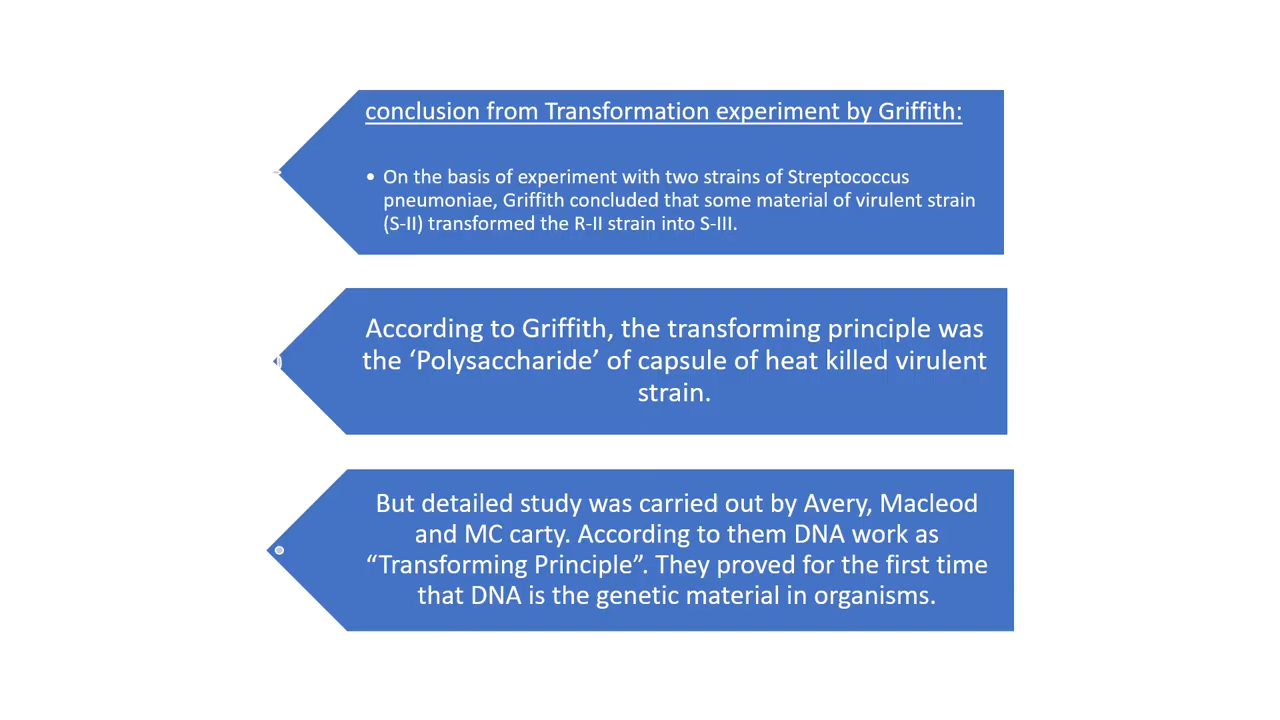 conclusion from Transformation experiment by Griffith:
• On the basis of experiment with two strains of Streptococcus
pneumoniae, Griffith concluded that some material of virulent strain
(S-II) transformed the R-II strain into S-III.
According to Griffith, the transforming principle was
the ‘Polysaccharide’ of capsule of heat killed virulent
strain.
But detailed study was carried out by Avery, Macleod
and MC carty. According to them DNA work as
“Transforming Principle”. They proved for the first time
that DNA is the genetic material in organisms.